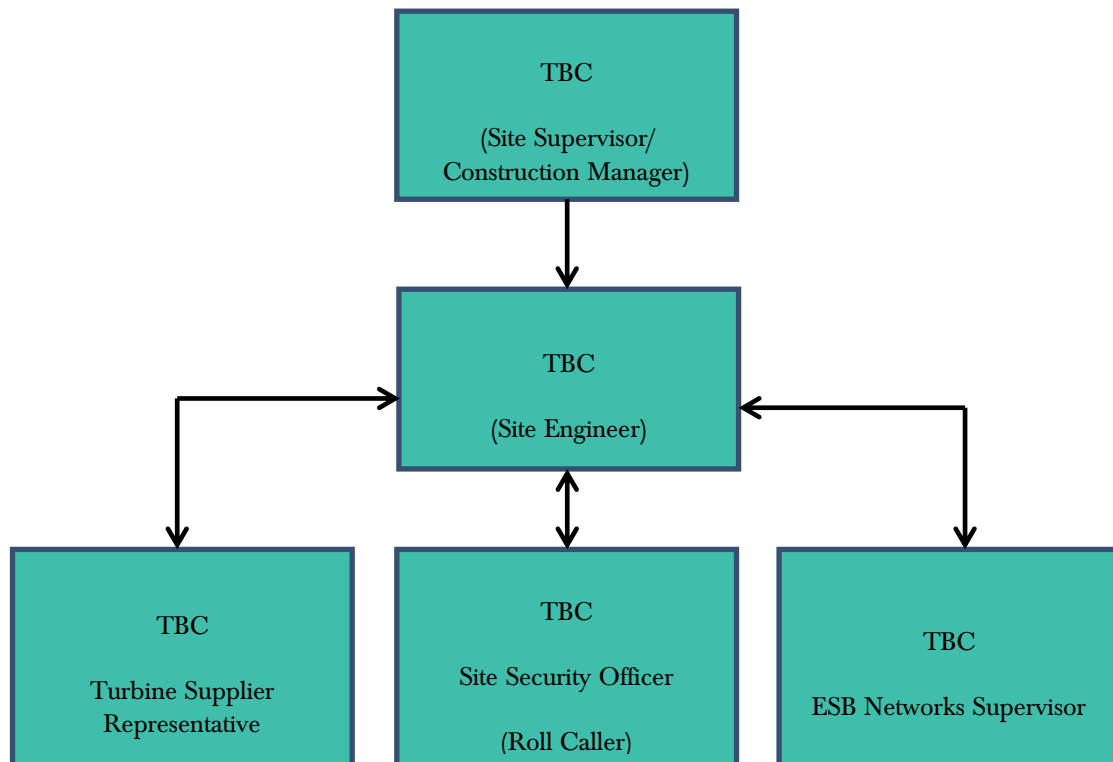 TBC
(Site Supervisor/
Construction Manager)
TBC
(Site Engineer)
TBC
Turbine Supplier
Representative
TBC
Site Security Officer
(Roll Caller)
TBC
ESB Networks Supervisor